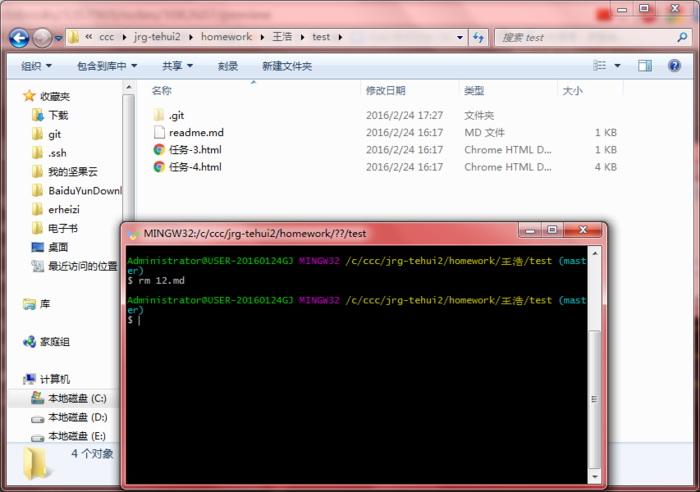 « ccc ▸ jrg-tehui2 ▸ homework ▸ 王浩 ▸ test ▸
搜索 test
组织 包含到库中 共享 刻录 新建文件夹
名称 修改日期 类型 大小
收藏夹
下载
git
.ssh
我的坚果云
BaiduYunDownl
erheizi
电子书
桌面
最近访问的位置
库
家庭组
计算机
本地磁盘 (C:)
本地磁盘 (D:)
本地磁盘 (E:)
.git 2016/2/24 17:27 文件夹
readme.md 2016/2/24 16:17 MD 文件 1 KB
任务-3.html 2016/2/24 16:17 Chrome HTML D... 1 KB
任务-4.html 2016/2/24 16:17 Chrome HTML D... 4 KB
4 个对象
MINGW32:/c/ccc/jrg-tehui2/homework/??/test
Administrator@USER-20160124GJ MINGW32 /c/ccc/jrg-tehui2/homework/王浩/test (mast
er)
$ rm 12.md
Administrator@USER-20160124GJ MINGW32 /c/ccc/jrg-tehui2/homework/王浩/test (mast
er)
$